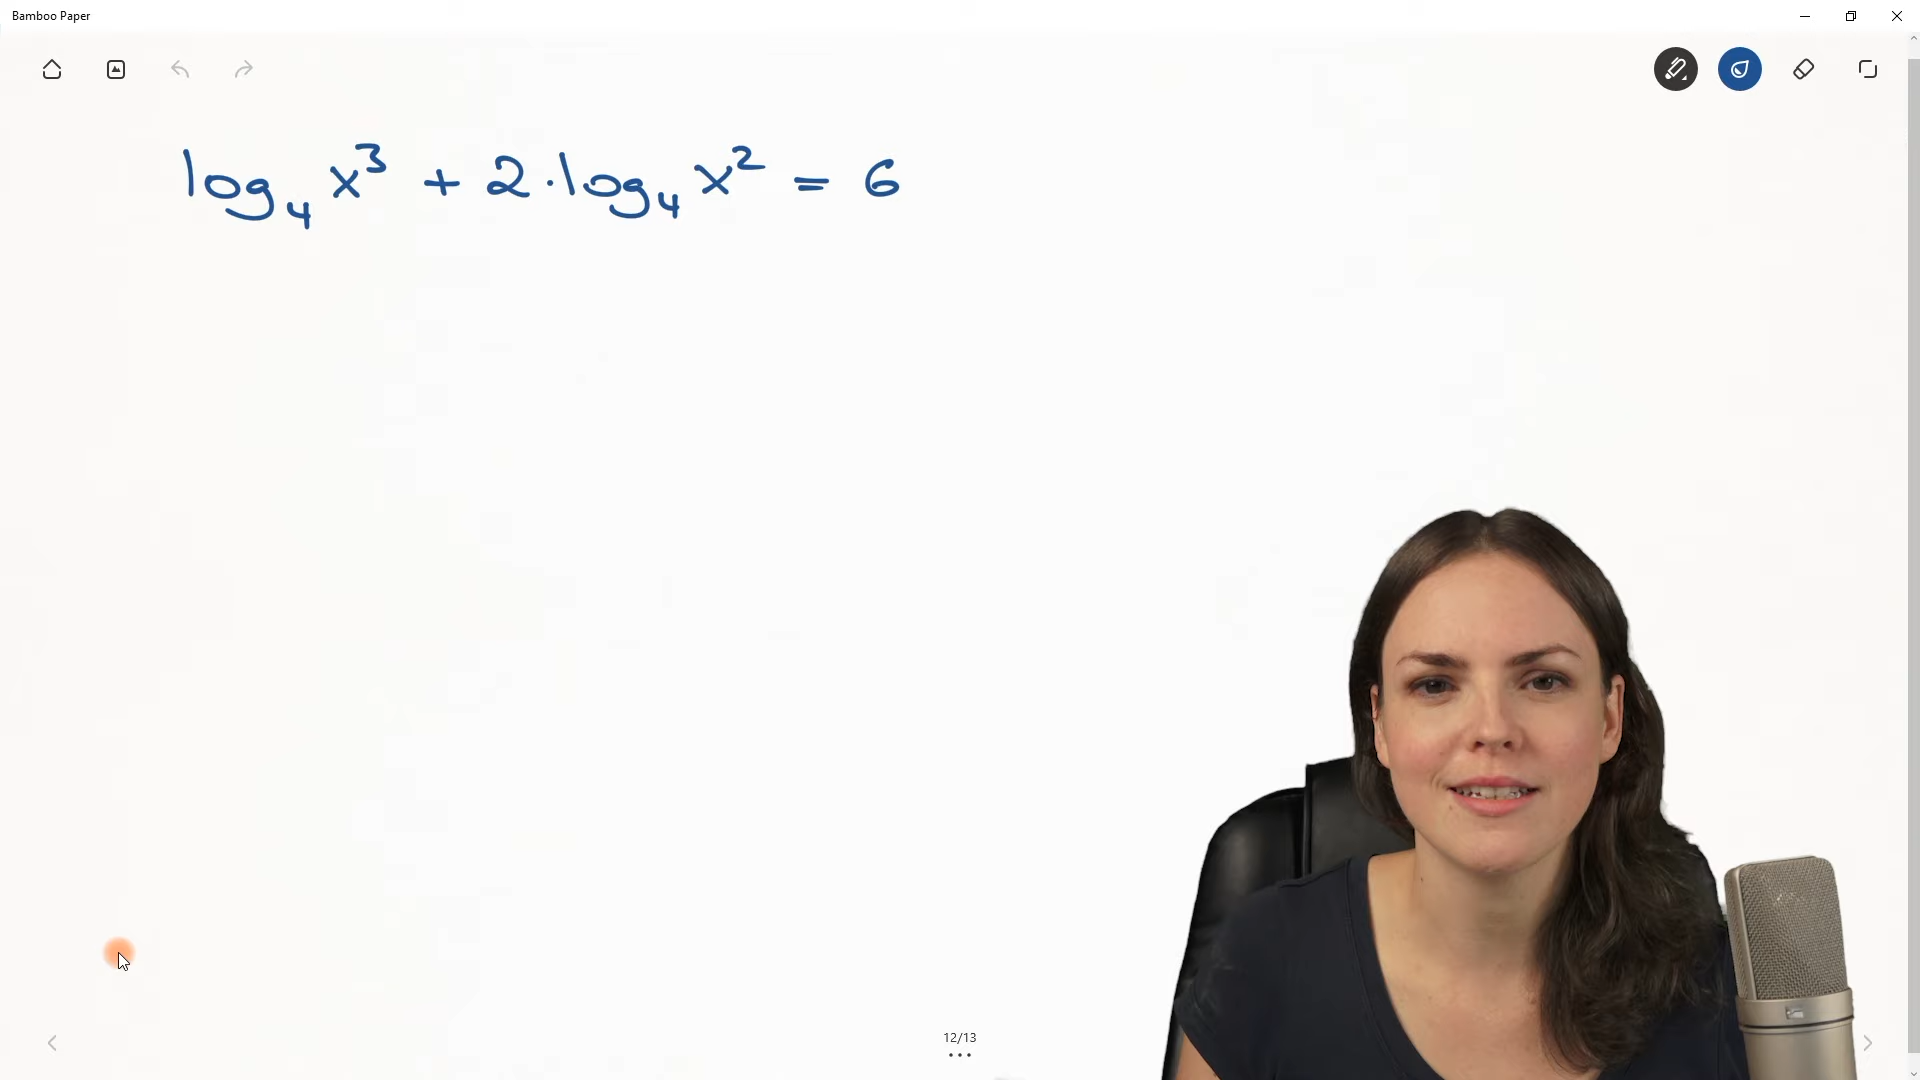 Bamboo Paper
log₄ x³ + 2 · log₄ x² = 6
12/13